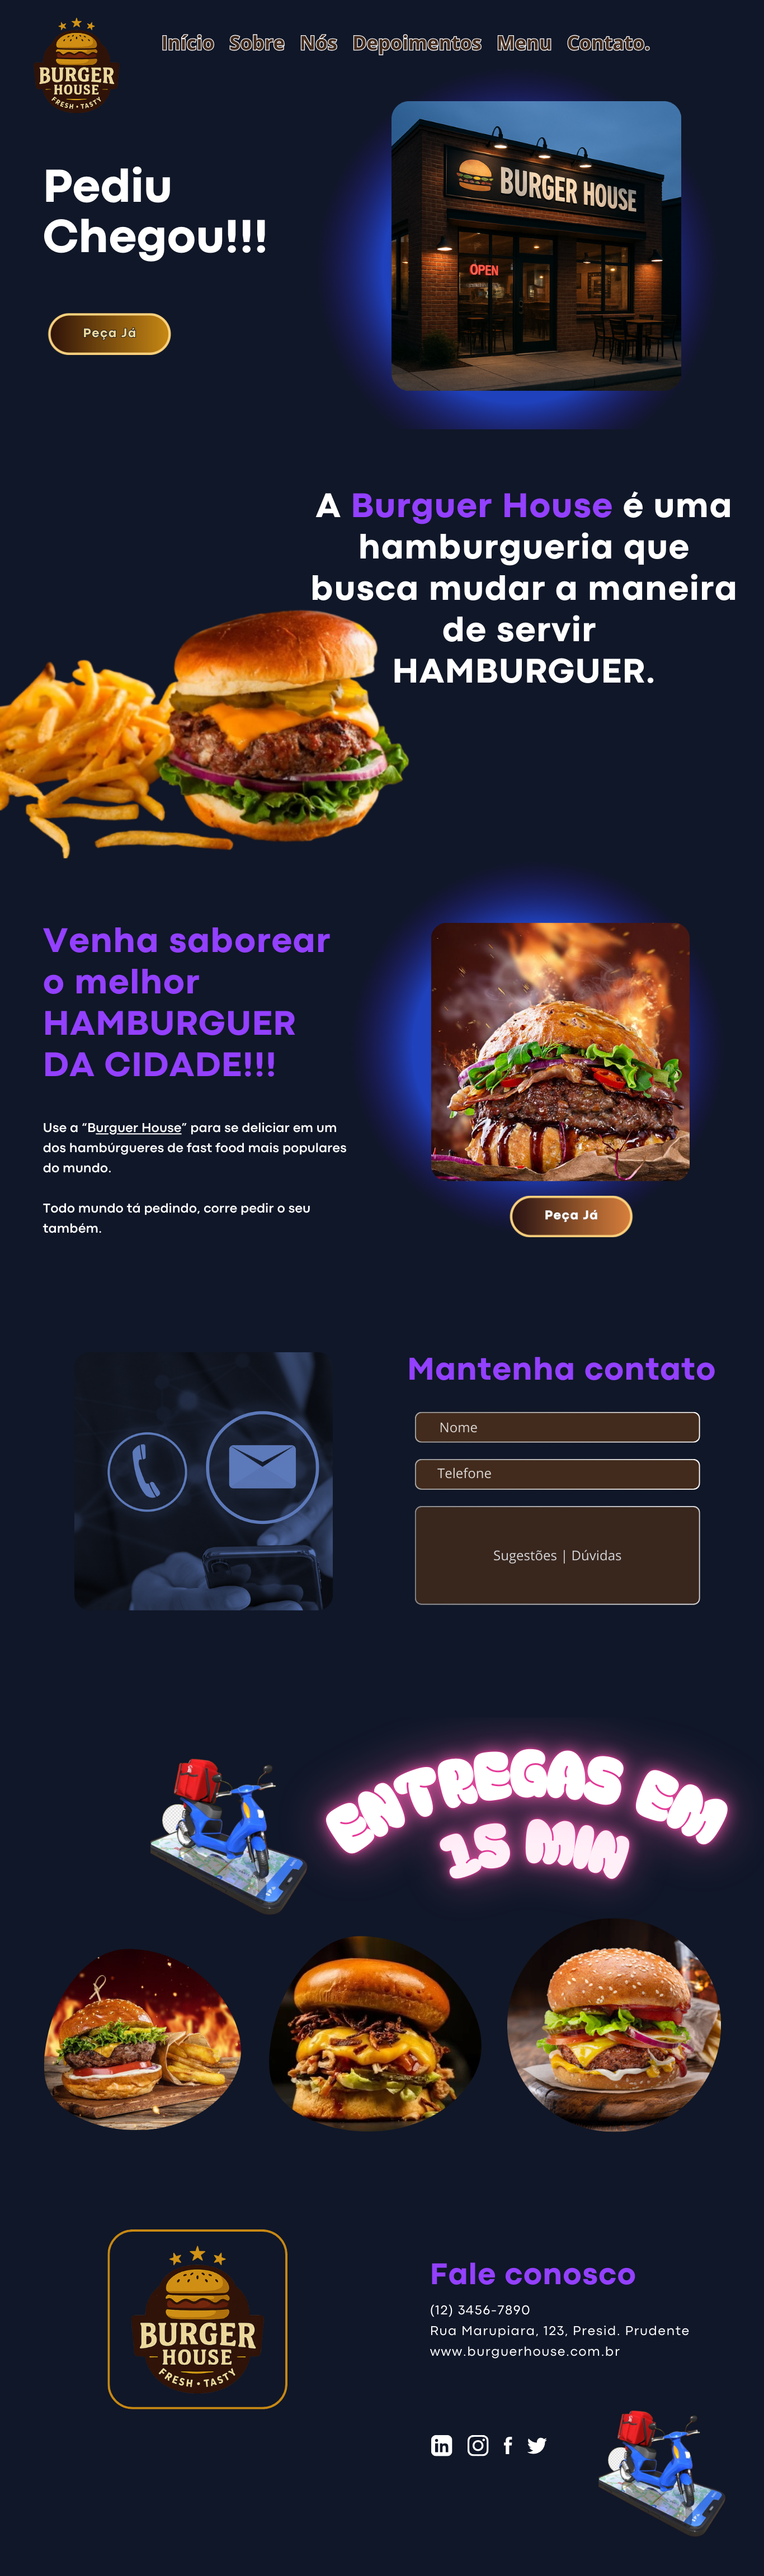 BURGER
HOUSE
FRESH • TASTY
Início Sobre Nós Depoimentos Menu Contato.
BURGER HOUSE
OPEN
Pediu
Chegou!!!
Peça Já
A Burguer House é uma
hamburgueria que
busca mudar a maneira
de servir
HAMBURGUER.
Venha saborear
o melhor
HAMBURGUER
DA CIDADE!!!
Use a “Burguer House” para se deliciar em um
dos hambúrgueres de fast food mais populares
do mundo.
Todo mundo tá pedindo, corre pedir o seu
também.
Peça Já
Mantenha contato
Nome
Telefone
Sugestões | Dúvidas
ENTREGAS EM
15 MIN
BURGER
HOUSE
FRESH • TASTY
Fale conosco
(12) 3456-7890
Rua Marupiara, 123, Presid. Prudente
www.burguerhouse.com.br
in
f